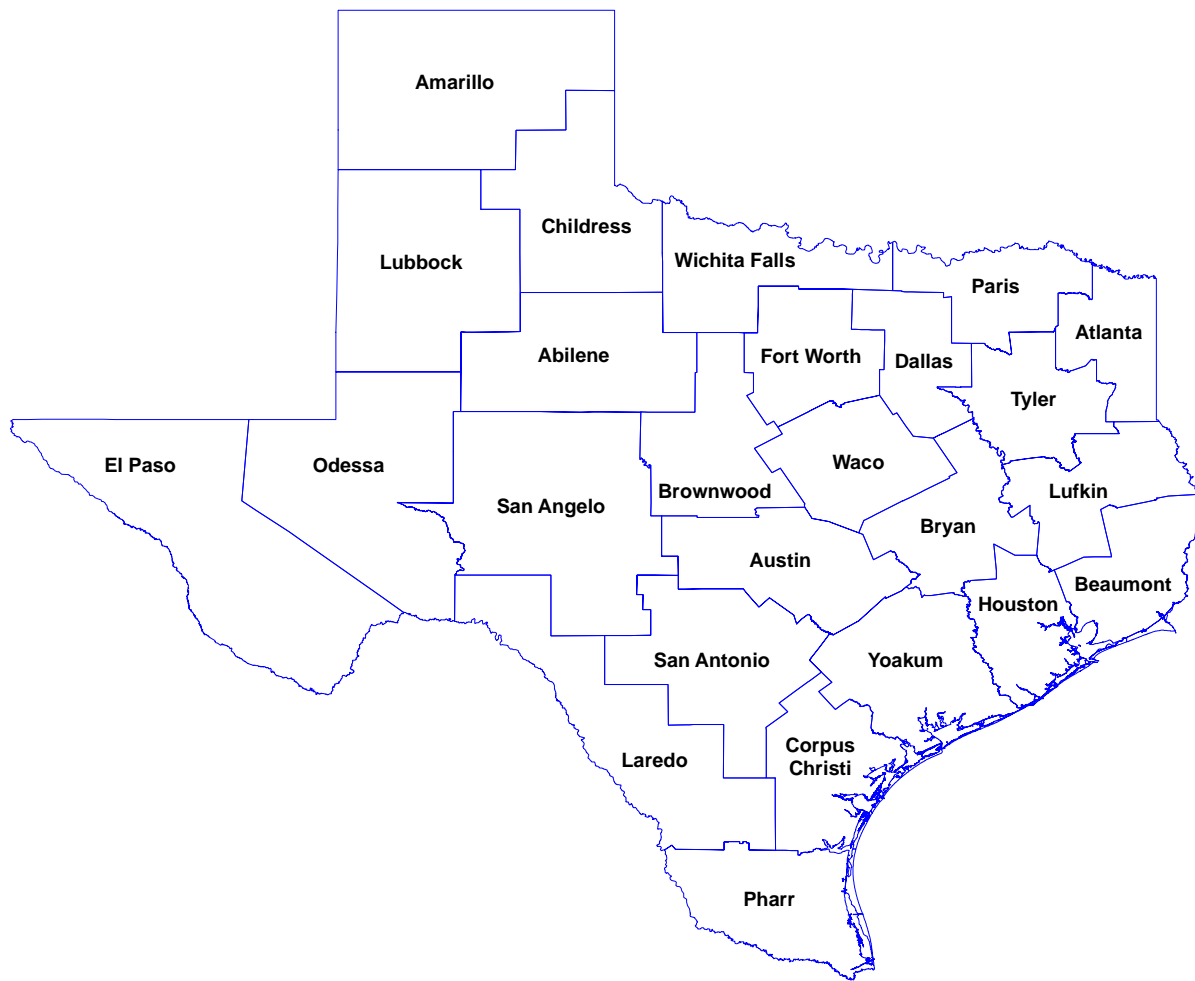 Amarillo
Childress
Lubbock
Wichita Falls
Paris
Atlanta
Abilene
Fort Worth
Dallas
Tyler
El Paso
Odessa
Waco
Brownwood
Lufkin
San Angelo
Bryan
Austin
Beaumont
Houston
San Antonio
Yoakum
Corpus
Christi
Laredo
Pharr